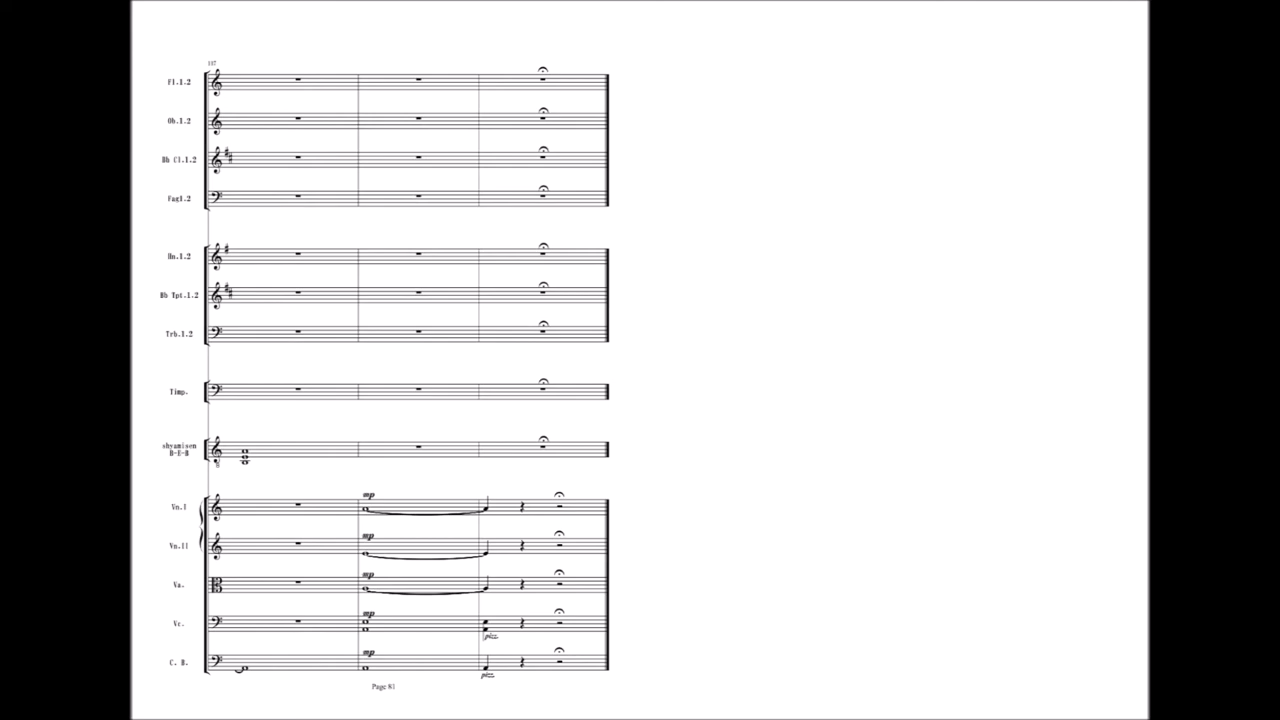 137
Fl.1.2
Ob.1.2
Bb Cl.1.2
Fag1.2
Hn.1.2
Bb Tpt.1.2
Trb.1.2
Timp.
shyamisen
B-E-H
mp
Vn.I
mp
Vn.II
mp
Va.
mp
Vc.
pizz.
mp
C. B.
pizz.
Page 81